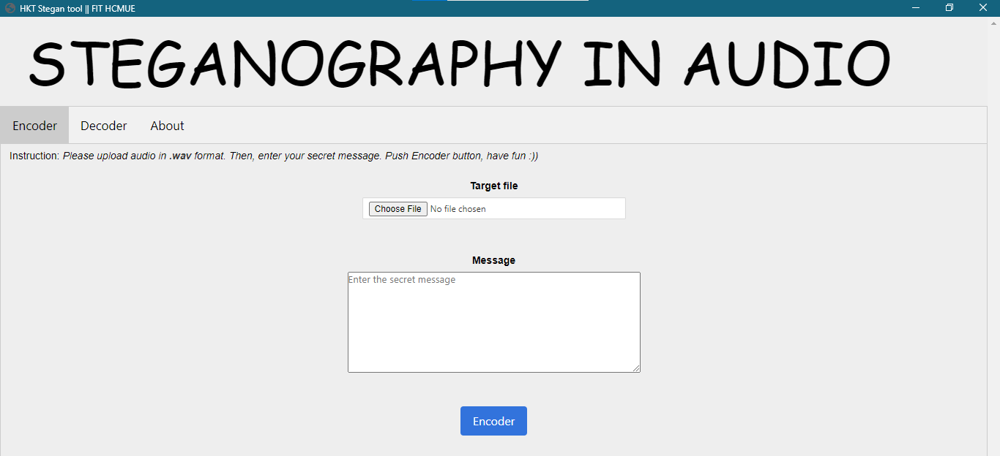 HKT Stegan tool || FIT HCMUE
STEGANOGRAPHY IN AUDIO
Encoder Decoder About
Instruction: Please upload audio in .wav format. Then, enter your secret message. Push Encoder button, have fun :))
Target file
Choose File No file chosen
Message
Enter the secret message
Encoder